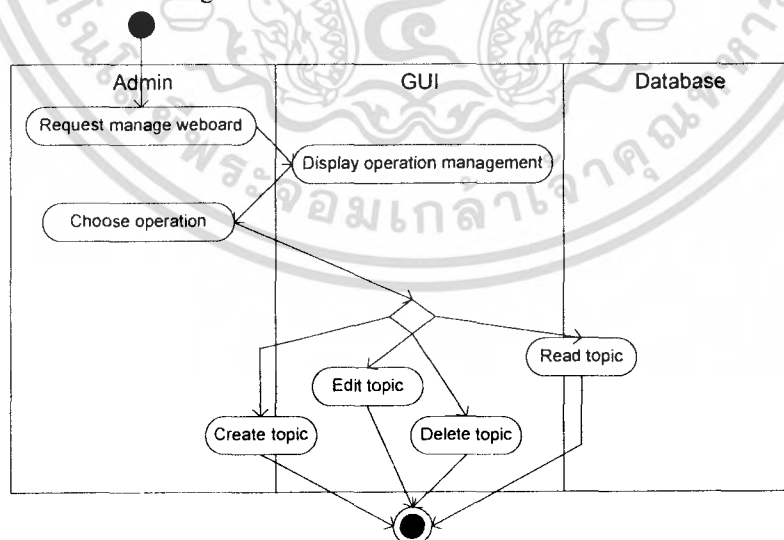 Admin
GUI
Database
Request manage weboard
Display operation management
Choose operation
Read topic
Edit topic
Create topic
Delete topic